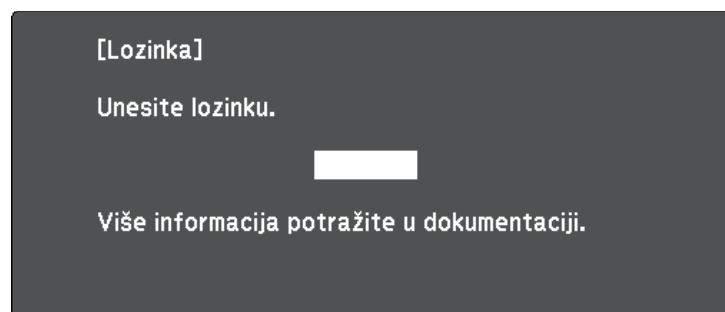 [Lozinka]
Unesite lozinku.
Više informacija potražite u dokumentaciji.